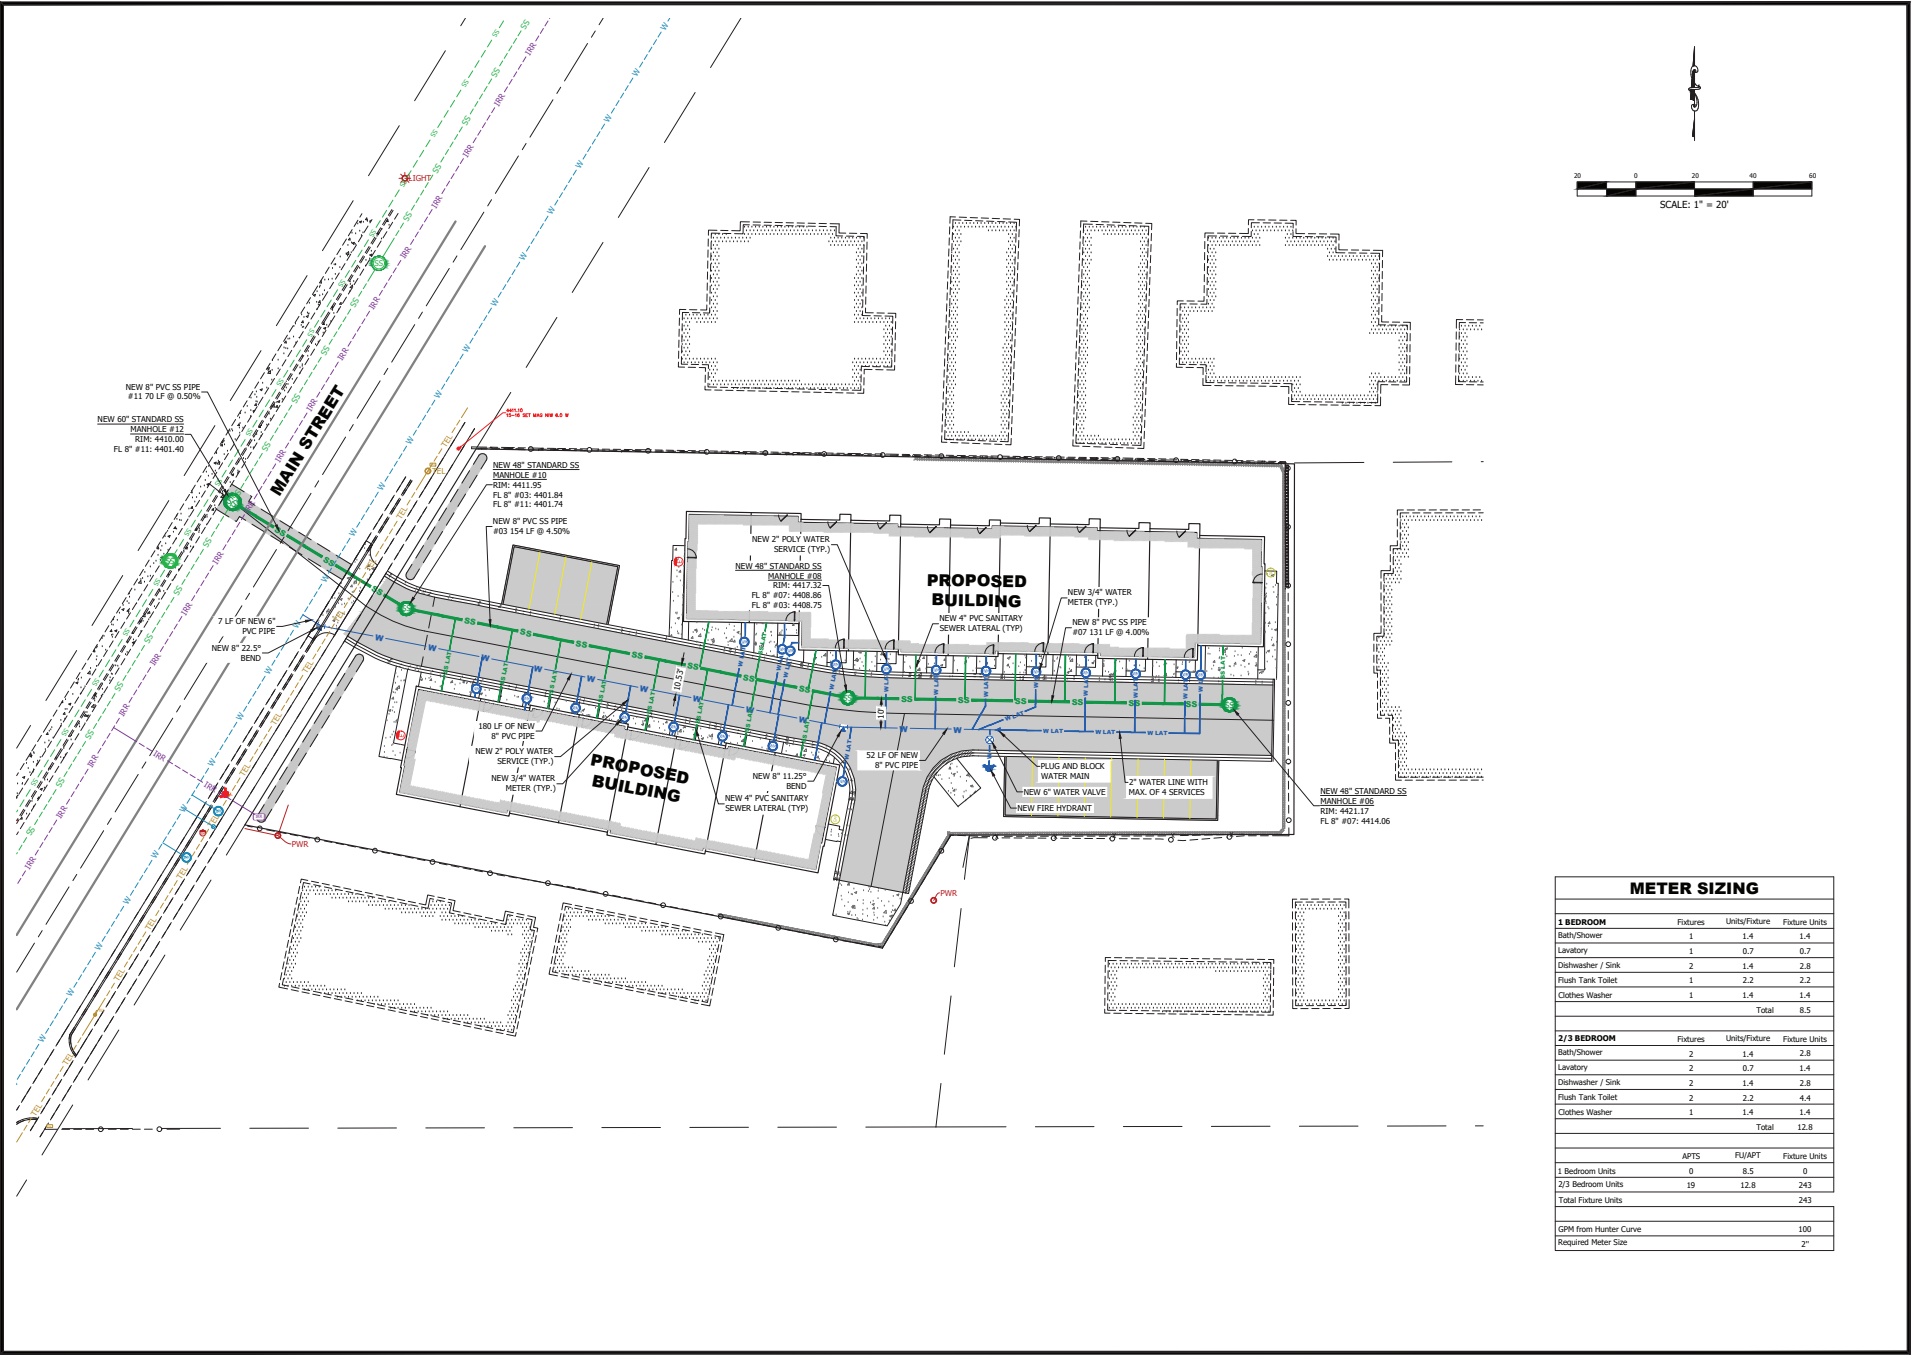 LIGHT
20 0 20 40 60
SCALE: 1" = 20'
MAIN STREET
NEW 8" PVC SS PIPE
#11 70 LF @ 0.50%
NEW 60" STANDARD SS
MANHOLE #12
RIM: 4410.00
FL 8" #11: 4401.40
4411.10
NEW 48" STANDARD SS
MANHOLE #10
RIM: 4411.95
FL 8" #03: 4401.84
FL 8" #11: 4401.74
NEW 8" PVC SS PIPE
#03 154 LF @ 4.50%
NEW 2" POLY WATER
SERVICE (TYP.)
NEW 48" STANDARD SS
MANHOLE #08
RIM: 4417.32
FL 8" #07: 4408.86
FL 8" #03: 4408.75
PROPOSED
BUILDING
NEW 4" PVC SANITARY
SEWER LATERAL (TYP)
NEW 3/4" WATER
METER (TYP.)
NEW 8" PVC SS PIPE
#07 131 LF @ 4.00%
7 LF OF NEW 6"
PVC PIPE
NEW 8" 22.5°
BEND
10.53'
10'
180 LF OF NEW
8" PVC PIPE
NEW 2" POLY WATER
SERVICE (TYP.)
NEW 3/4" WATER
METER (TYP.)
PROPOSED
BUILDING
NEW 8" 11.25°
BEND
NEW 4" PVC SANITARY
SEWER LATERAL (TYP)
52 LF OF NEW
8" PVC PIPE
PLUG AND BLOCK
WATER MAIN
NEW 6" WATER VALVE
NEW FIRE HYDRANT
2" WATER LINE WITH
MAX. OF 4 SERVICES
NEW 48" STANDARD SS
MANHOLE #06
RIM: 4421.17
FL 8" #07: 4414.06
PWR
PWR
SS
IRR
W
TEL
W LAT
SS LAT
METER SIZING
1 BEDROOM Fixtures Units/Fixture Fixture Units
Bath/Shower 1 1.4 1.4
Lavatory 1 0.7 0.7
Dishwasher / Sink 2 1.4 2.8
Flush Tank Toilet 1 2.2 2.2
Clothes Washer 1 1.4 1.4
Total 8.5
2/3 BEDROOM Fixtures Units/Fixture Fixture Units
Bath/Shower 2 1.4 2.8
Lavatory 2 0.7 1.4
Dishwasher / Sink 2 1.4 2.8
Flush Tank Toilet 2 2.2 4.4
Clothes Washer 1 1.4 1.4
Total 12.8
APTS FU/APT Fixture Units
1 Bedroom Units 0 8.5 0
2/3 Bedroom Units 19 12.8 243
Total Fixture Units 243
GPM from Hunter Curve 100
Required Meter Size 2"